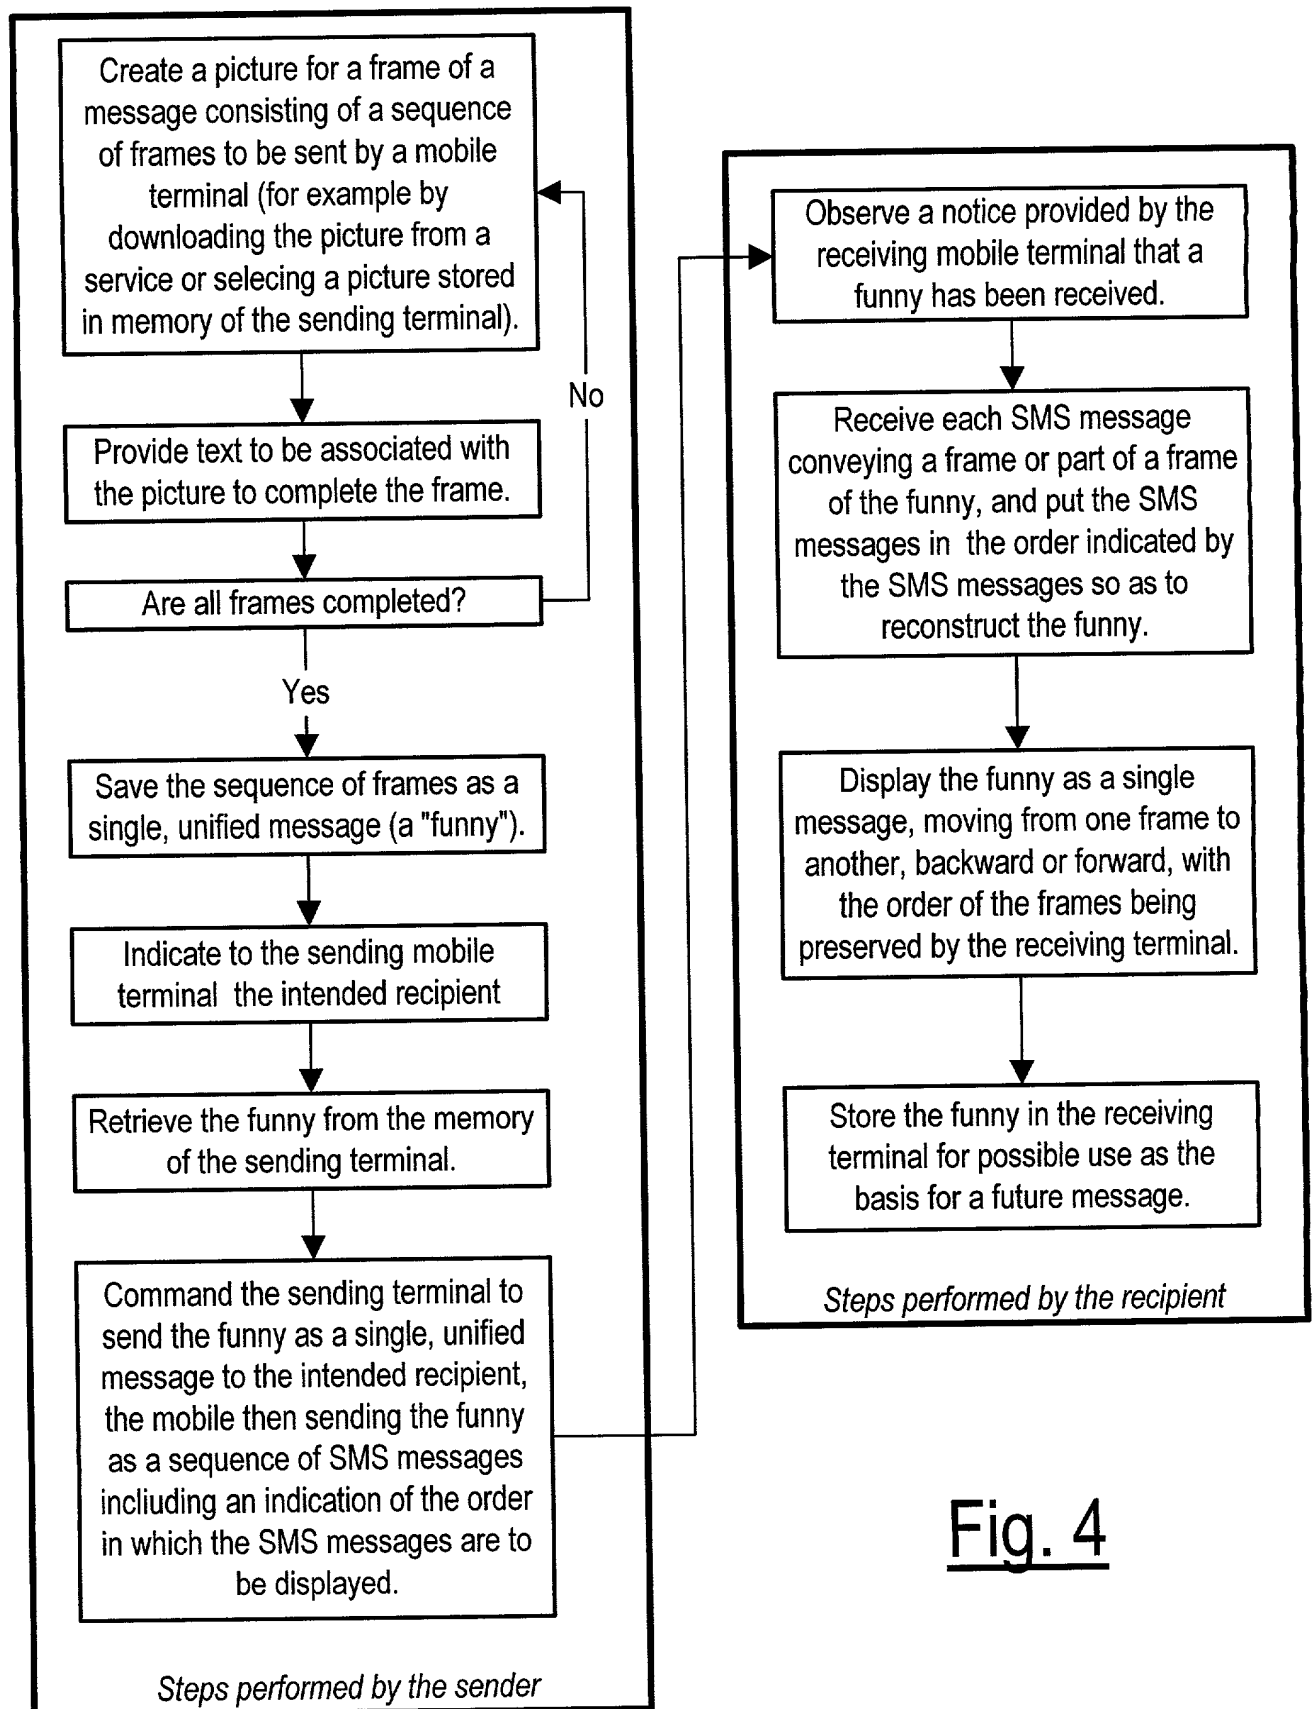 Create a picture for a frame of a
message consisting of a sequence
of frames to be sent by a mobile
terminal (for example by
downloading the picture from a
service or selecing a picture stored
in memory of the sending terminal).
No
Provide text to be associated with
the picture to complete the frame.
Are all frames completed?
Yes
Save the sequence of frames as a
single, unified message (a "funny").
Indicate to the sending mobile
terminal the intended recipient
Retrieve the funny from the memory
of the sending terminal.
Command the sending terminal to
send the funny as a single, unified
message to the intended recipient,
the mobile then sending the funny
as a sequence of SMS messages
incliuding an indication of the order
in which the SMS messages are to
be displayed.
Steps performed by the sender
Observe a notice provided by the
receiving mobile terminal that a
funny has been received.
Receive each SMS message
conveying a frame or part of a frame
of the funny, and put the SMS
messages in the order indicated by
the SMS messages so as to
reconstruct the funny.
Display the funny as a single
message, moving from one frame to
another, backward or forward, with
the order of the frames being
preserved by the receiving terminal.
Store the funny in the receiving
terminal for possible use as the
basis for a future message.
Steps performed by the recipient
Fig. 4